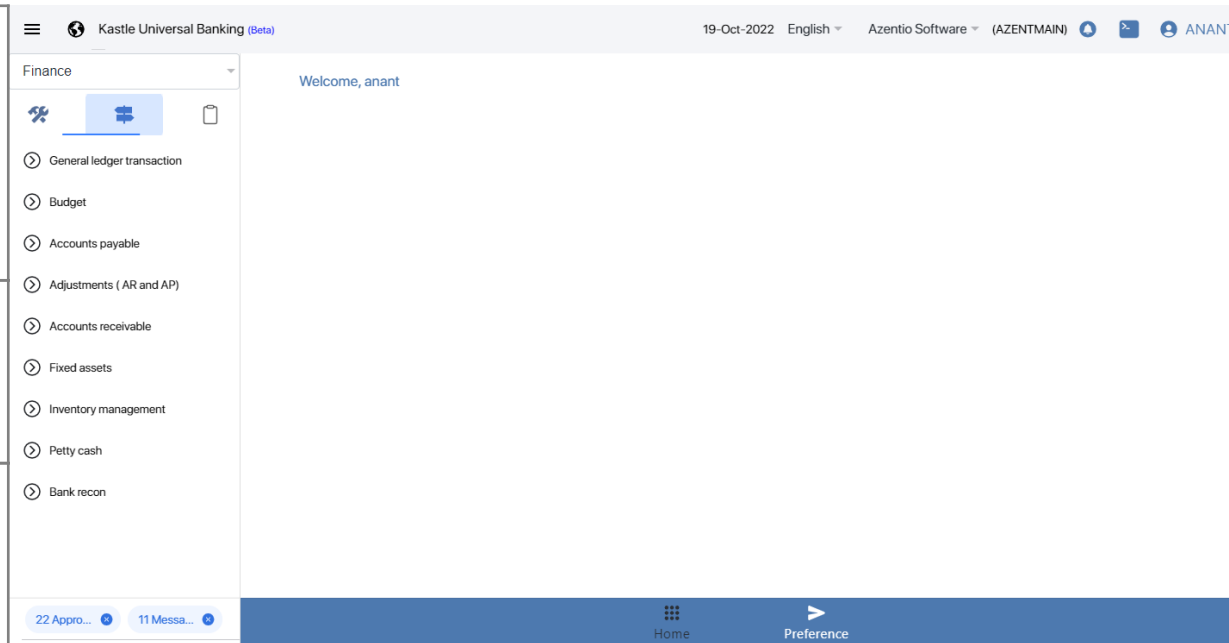 Kastle Universal Banking (Beta) 19-Oct-2022 English Azentio Software (AZENTMAIN) ANANT
Finance
Welcome, anant
General ledger transaction
Budget
Accounts payable
Adjustments ( AR and AP)
Accounts receivable
Fixed assets
Inventory management
Petty cash
Bank recon
22 Appro... 11 Messa...
Home Preference